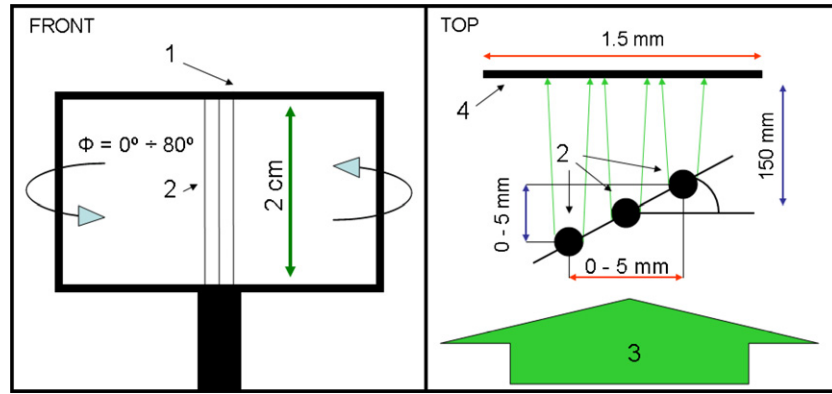 FRONT
1
Φ = 0º ÷ 80º
2
2 cm
TOP
1.5 mm
4
2
150 mm
0 - 5 mm
0 - 5 mm
3